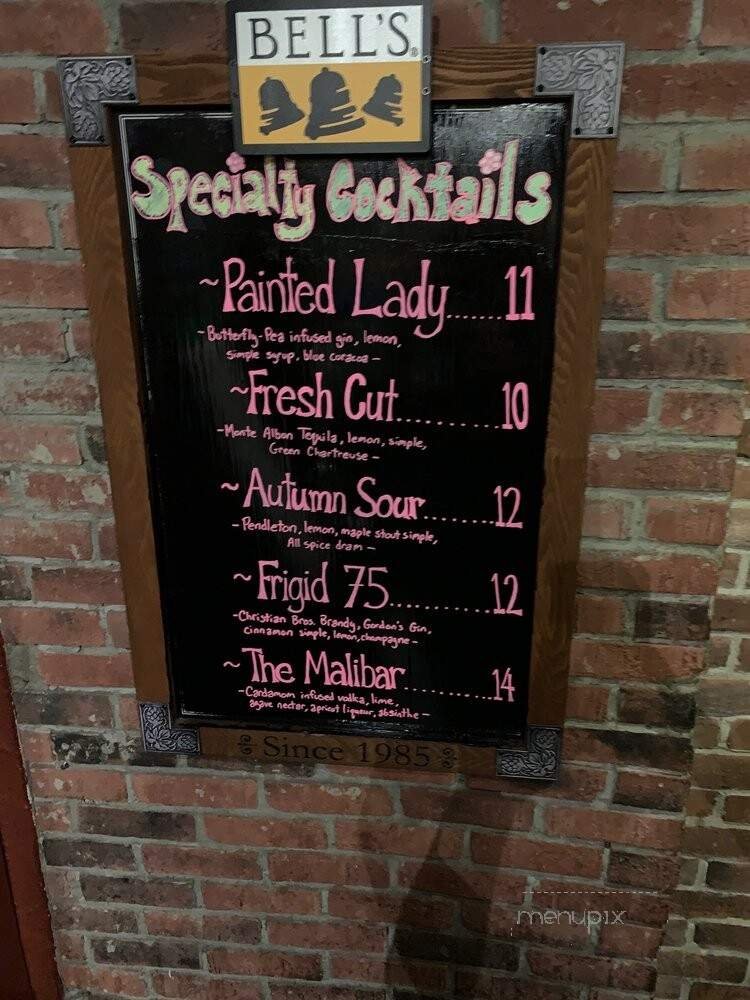 BELL'S®
Specialty Cocktails
~Painted Lady......11
~Butterfly-Pea infused gin, lemon,
simple syrup, blue coracoa~
~Fresh Cut..........10
~Monte Albon Tequila, lemon, simple,
Green Chartreuse~
~Autumn Sour.......12
~Pendleton, lemon, maple stout simple,
All spice dram~
~Frigid 75...........12
~Christian Bros. Brandy, Gordon's Gin,
cinnamon simple, lemon, champagne~
~The Malibar.........14
~Cardamom infused vodka, lime,
agave nectar, apricot liqueur, absinthe~
Since 1985
menupix